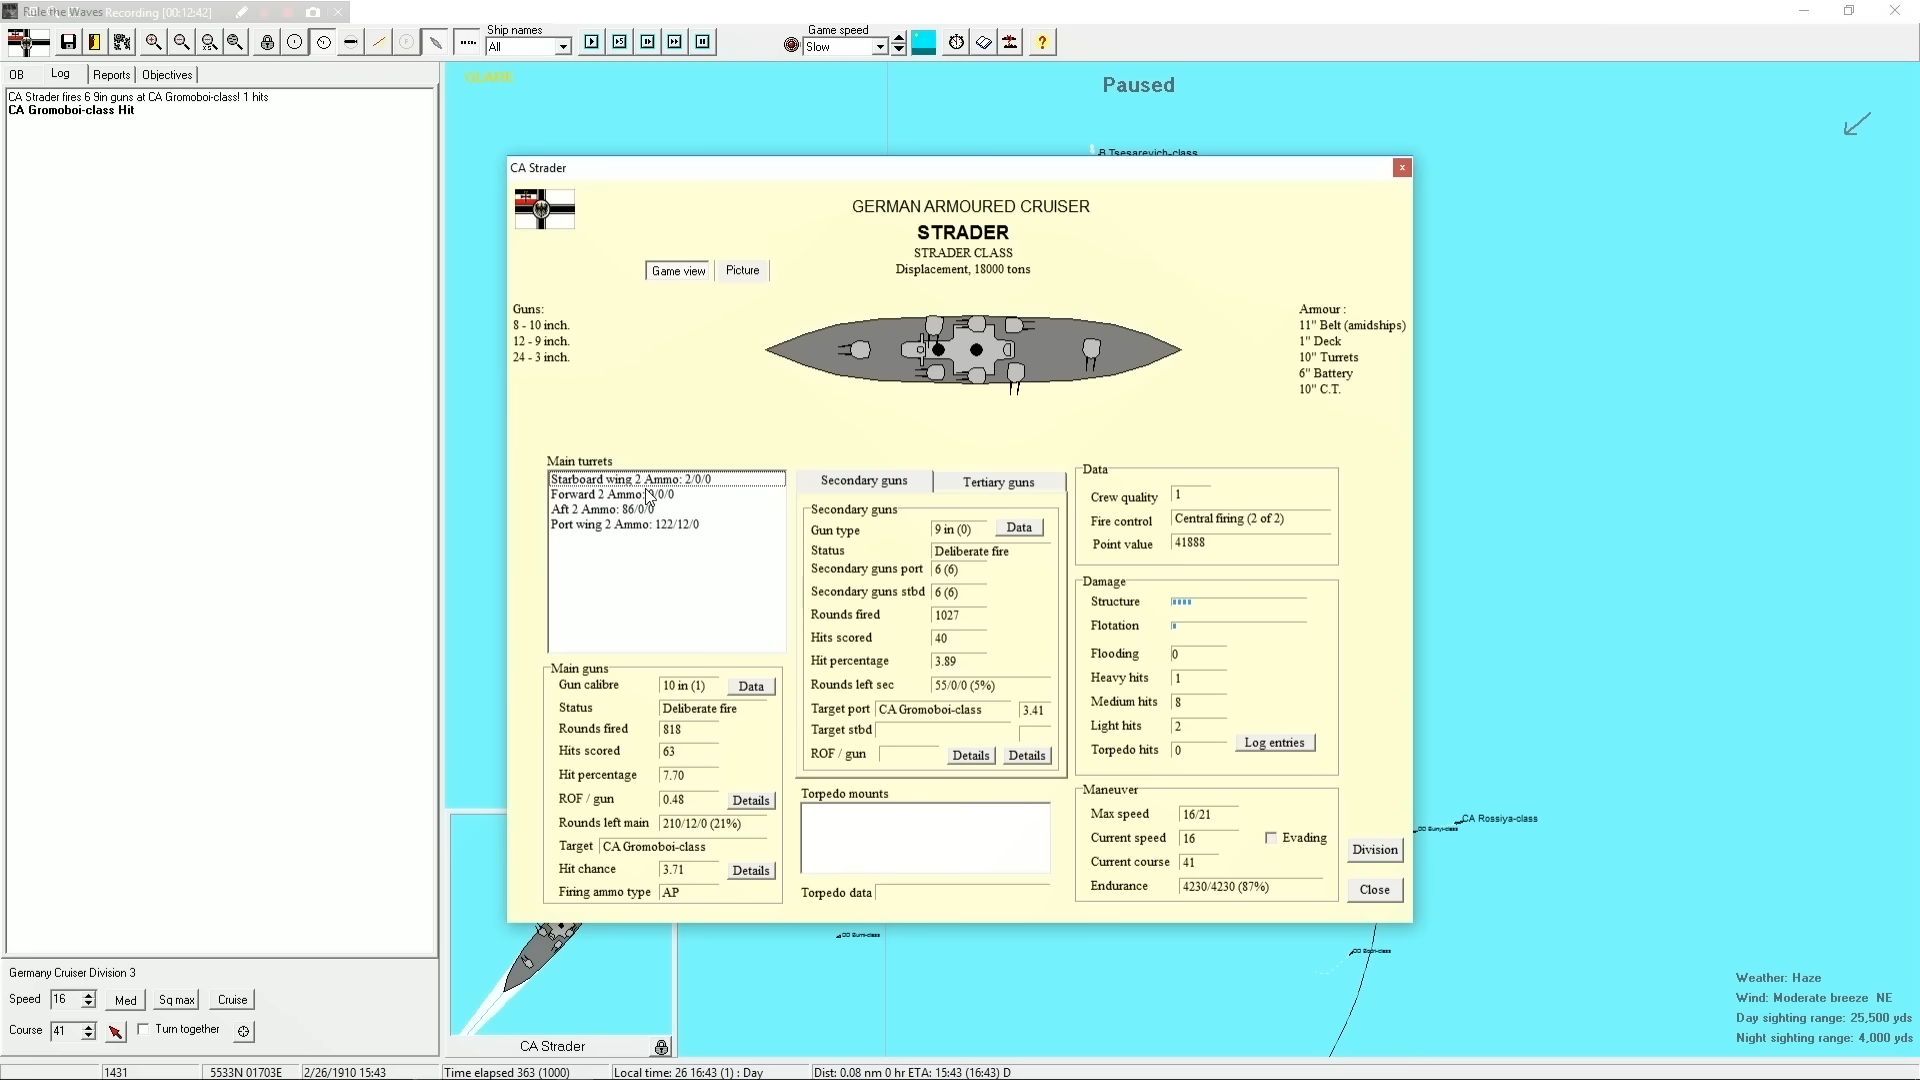 Rule the Waves
Recording [00:12:42]
Ship names
All
Game speed
Slow
OB
Log
Reports
Objectives
CA Strader fires 6 9in guns at CA Gromoboi-class! 1 hits
CA Gromoboi-class Hit
GLARE
Paused
B Tsesarevich-class
CA Strader
GERMAN ARMOURED CRUISER
STRADER
STRADER CLASS
Displacement, 18000 tons
Game view
Picture
Guns:
8 - 10 inch.
12 - 9 inch.
24 - 3 inch.
Armour :
11" Belt (amidships)
1" Deck
10" Turrets
6" Battery
10" C.T.
Main turrets
Starboard wing 2 Ammo: 2/0/0
Forward 2 Ammo: /0/0
Aft 2 Ammo: 86/0/0
Port wing 2 Ammo: 122/12/0
Main guns
Gun calibre 10 in (1) Data
Status Deliberate fire
Rounds fired 818
Hits scored 63
Hit percentage 7.70
ROF / gun 0.48 Details
Rounds left main 210/12/0 (21%)
Target CA Gromoboi-class
Hit chance 3.71 Details
Firing ammo type AP
Secondary guns
Tertiary guns
Secondary guns
Gun type 9 in (0) Data
Status Deliberate fire
Secondary guns port 6 (6)
Secondary guns stbd 6 (6)
Rounds fired 1027
Hits scored 40
Hit percentage 3.89
Rounds left sec 55/0/0 (5%)
Target port CA Gromoboi-class 3.41
Target stbd
ROF / gun Details Details
Torpedo mounts
Torpedo data
Data
Crew quality 1
Fire control Central firing (2 of 2)
Point value 41888
Damage
Structure
Flotation
Flooding 0
Heavy hits 1
Medium hits 8
Light hits 2
Torpedo hits 0
Log entries
Maneuver
Max speed 16/21
Current speed 16
Evading
Current course 41
Endurance 4230/4230 (87%)
Division
Close
CA Rossiya-class
Germany Cruiser Division 3
Speed 16 Med Sq max Cruise
Course 41 Turn together
CA Strader
Weather: Haze
Wind: Moderate breeze NE
Day sighting range: 25,500 yds
Night sighting range: 4,000 yds
1431
5533N 01703E
2/26/1910 15:43
Time elapsed 363 (1000)
Local time: 26 16:43 (1) : Day
Dist: 0.08 nm 0 hr ETA: 15:43 (16:43) D